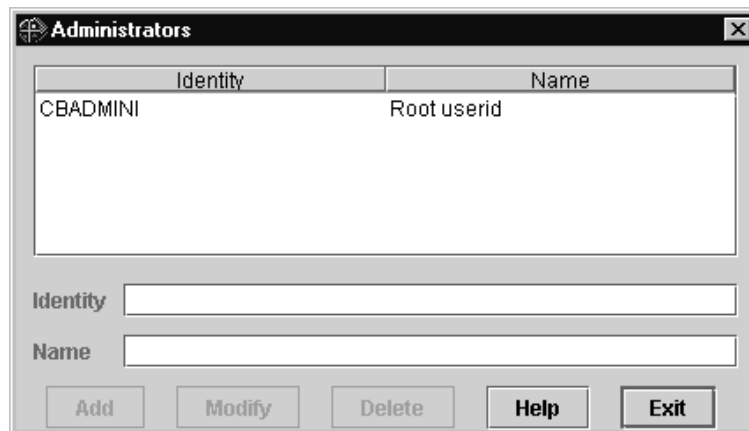 Administrators
Identity Name
CBADMINI Root userid
Identity
Name
Add Modify Delete Help Exit